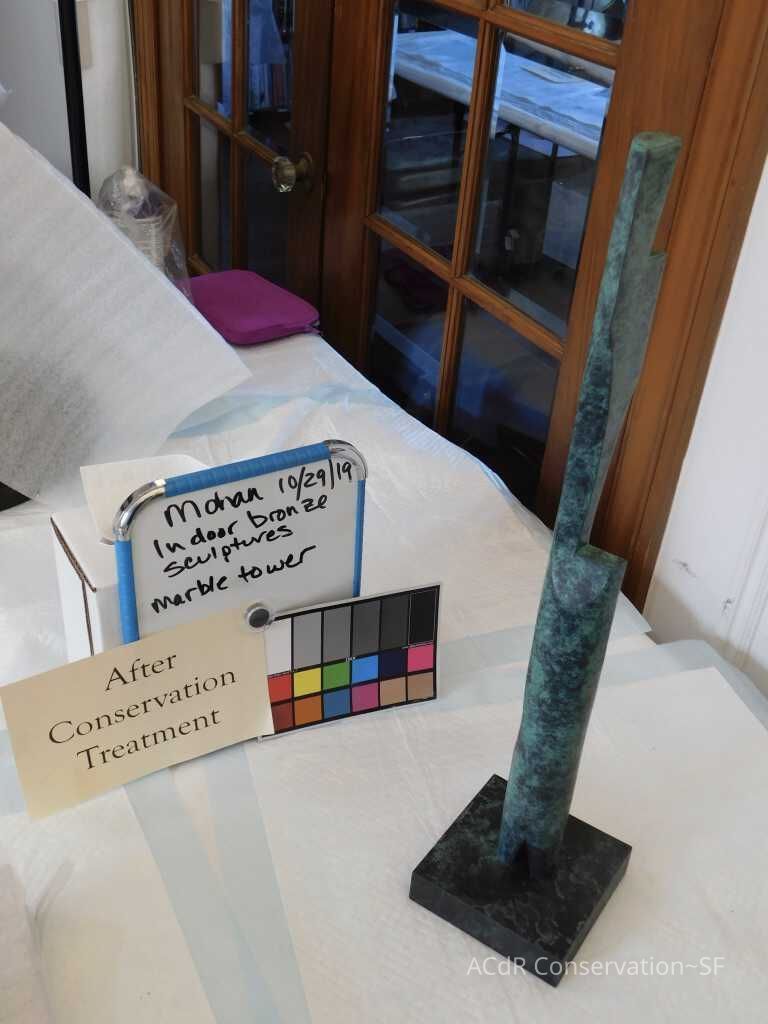 Mohan 10/29/19
Indoor bronze
sculptures
marble tower
After
Conservation
Treatment
ACdR Conservation~SF